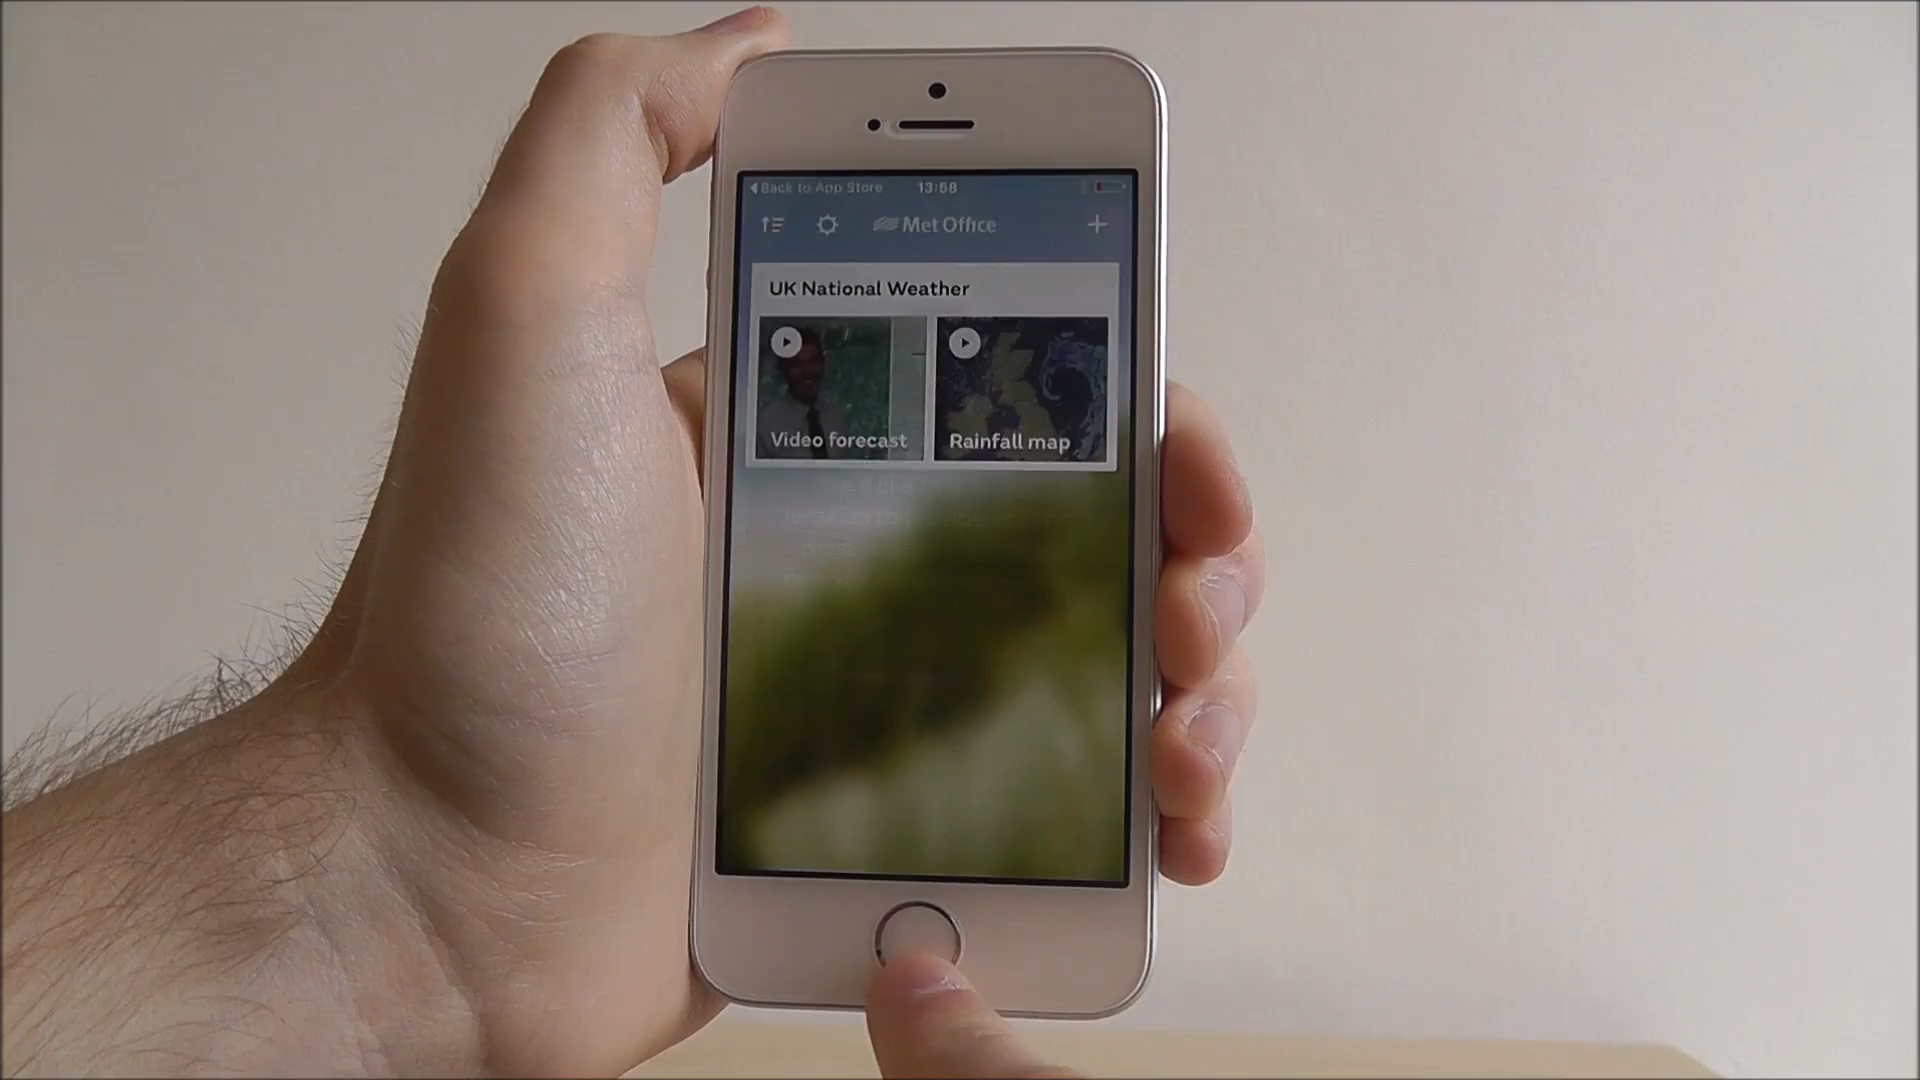 Back to App Store 13:58
Met Office
UK National Weather
Video forecast
Rainfall map